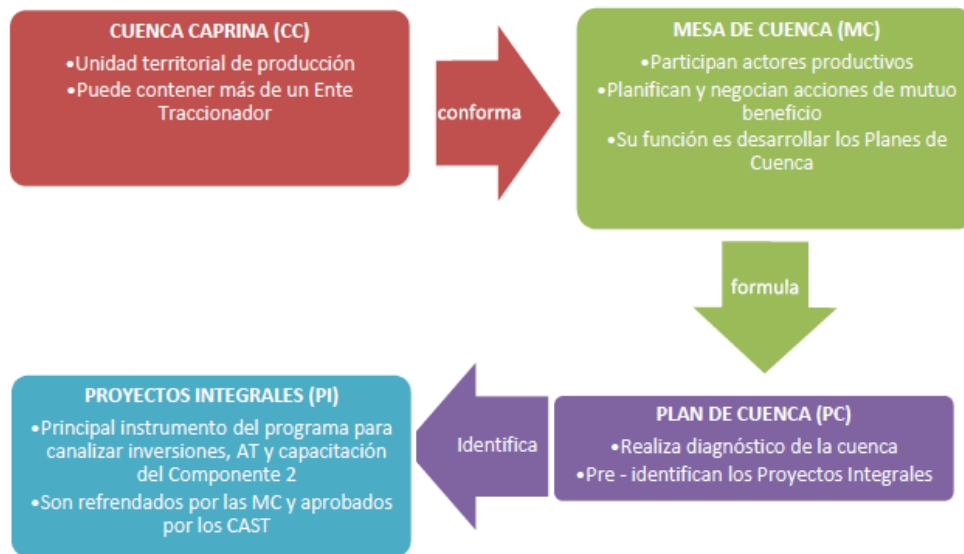 CUENCA CAPRINA (CC)
•Unidad territorial de producción
•Puede contener más de un Ente
Traccionador
conforma
MESA DE CUENCA (MC)
•Participan actores productivos
•Planifican y negocian acciones de mutuo
beneficio
•Su función es desarrollar los Planes de
Cuenca
formula
PLAN DE CUENCA (PC)
•Realiza diagnóstico de la cuenca
•Pre - identifican los Proyectos Integrales
Identifica
PROYECTOS INTEGRALES (PI)
•Principal instrumento del programa para
canalizar inversiones, AT y capacitación
del Componente 2
•Son refrendados por las MC y aprobados
por los CAST